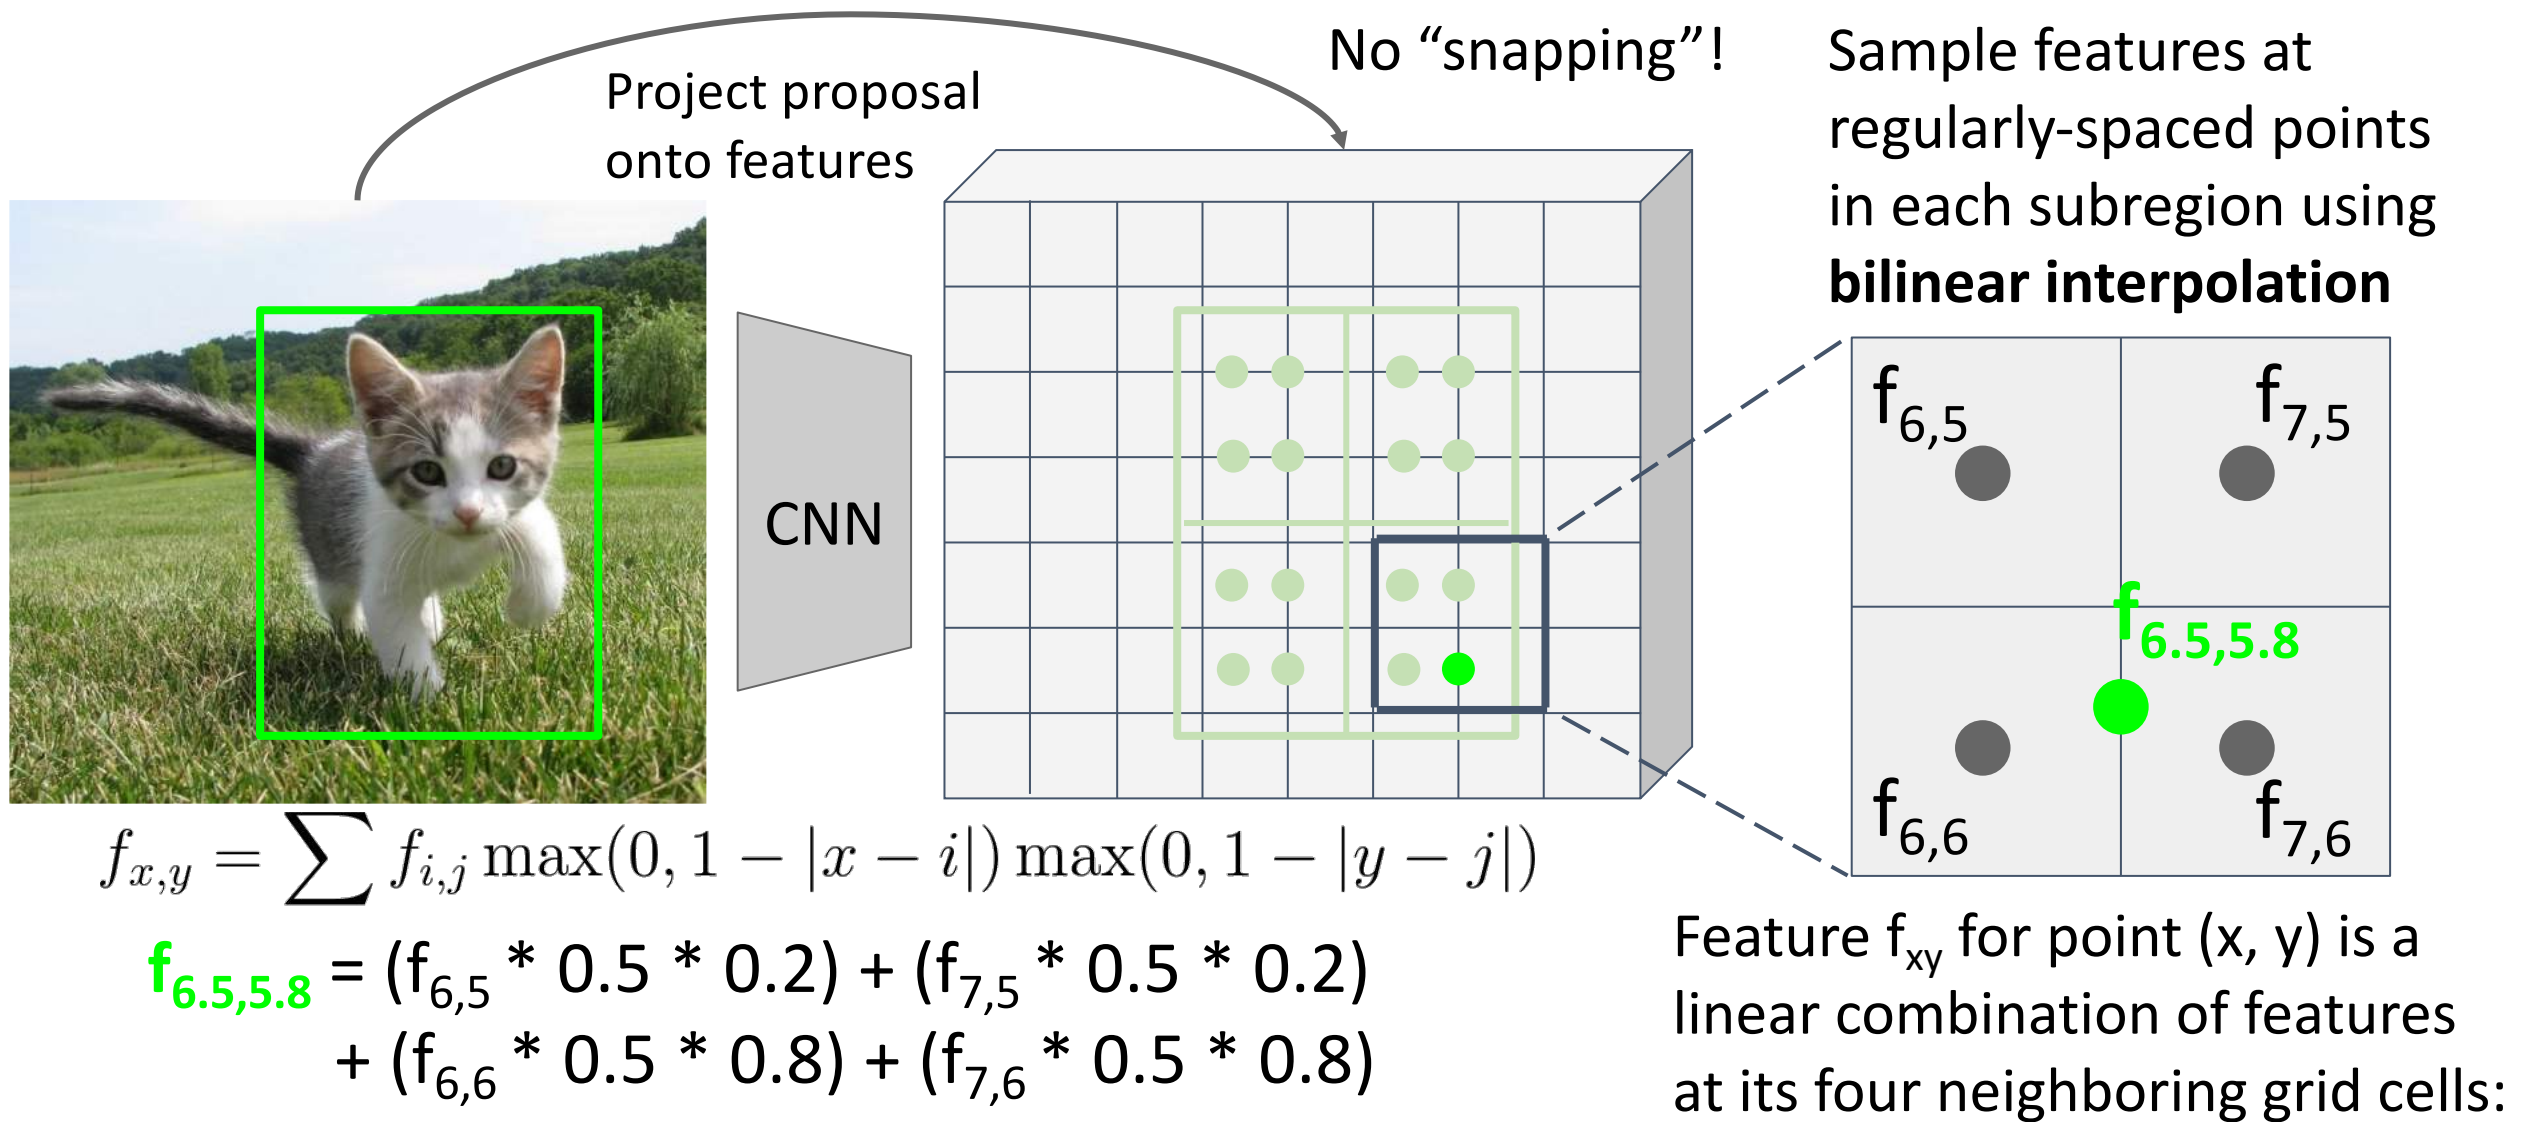 Project proposal
onto features
No “snapping”!
Sample features at
regularly-spaced points
in each subregion using
bilinear interpolation
CNN
f6,5
f7,5
f6.5,5.8
f6,6
f7,6
f_{x,y} = ∑ f_{i,j} max(0, 1 − |x − i|) max(0, 1 − |y − j|)
f6.5,5.8 = (f6,5 * 0.5 * 0.2) + (f7,5 * 0.5 * 0.2)
+ (f6,6 * 0.5 * 0.8) + (f7,6 * 0.5 * 0.8)
Feature fxy for point (x, y) is a
linear combination of features
at its four neighboring grid cells: